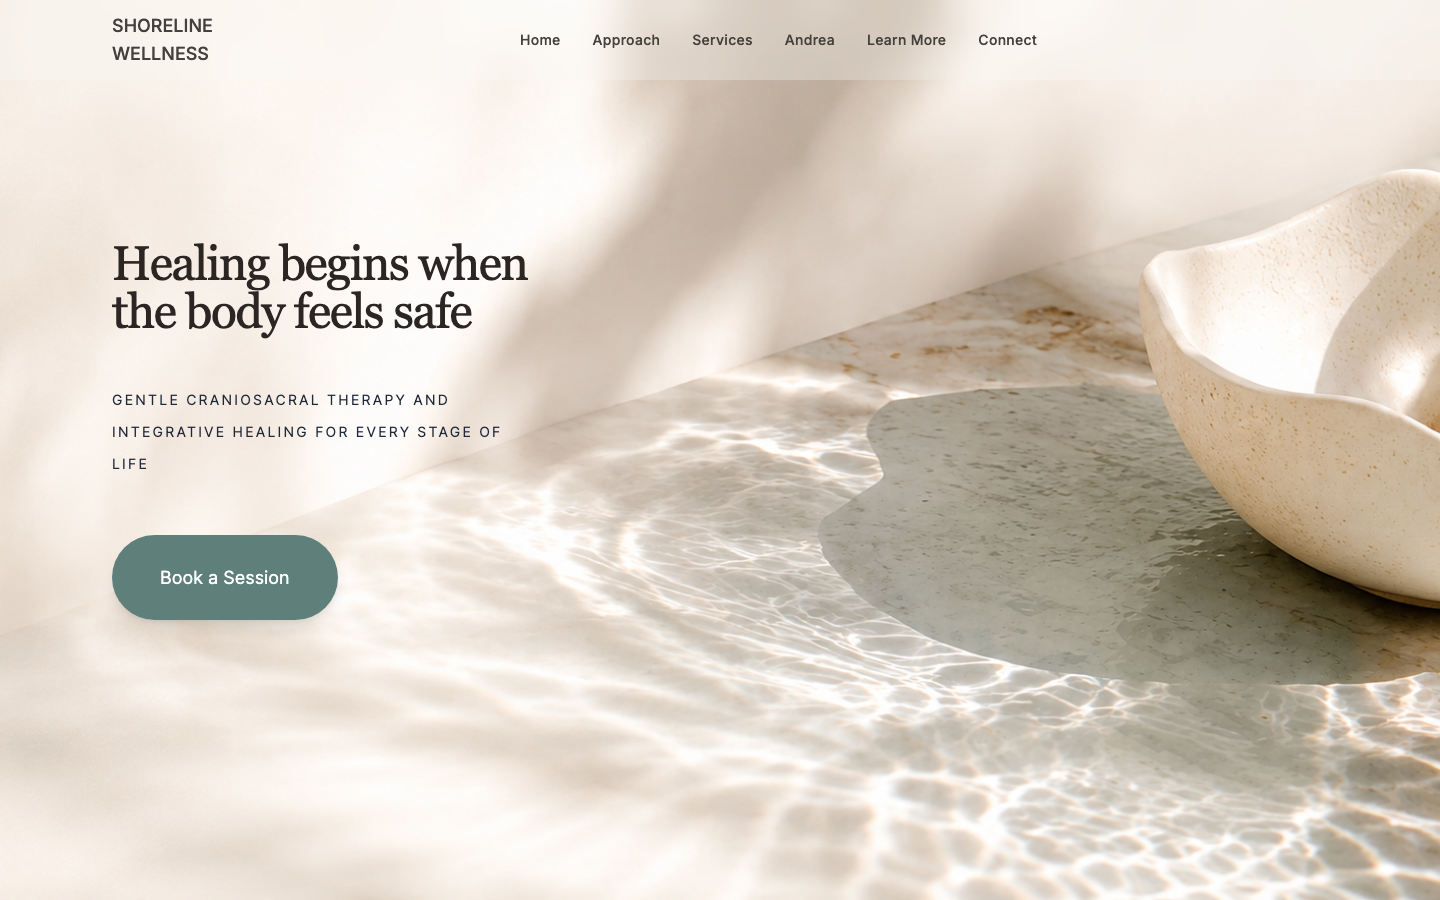 SHORELINE
WELLNESS
Home Approach Services Andrea Learn More Connect
Healing begins when
the body feels safe
GENTLE CRANIOSACRAL THERAPY AND
INTEGRATIVE HEALING FOR EVERY STAGE OF
LIFE
Book a Session